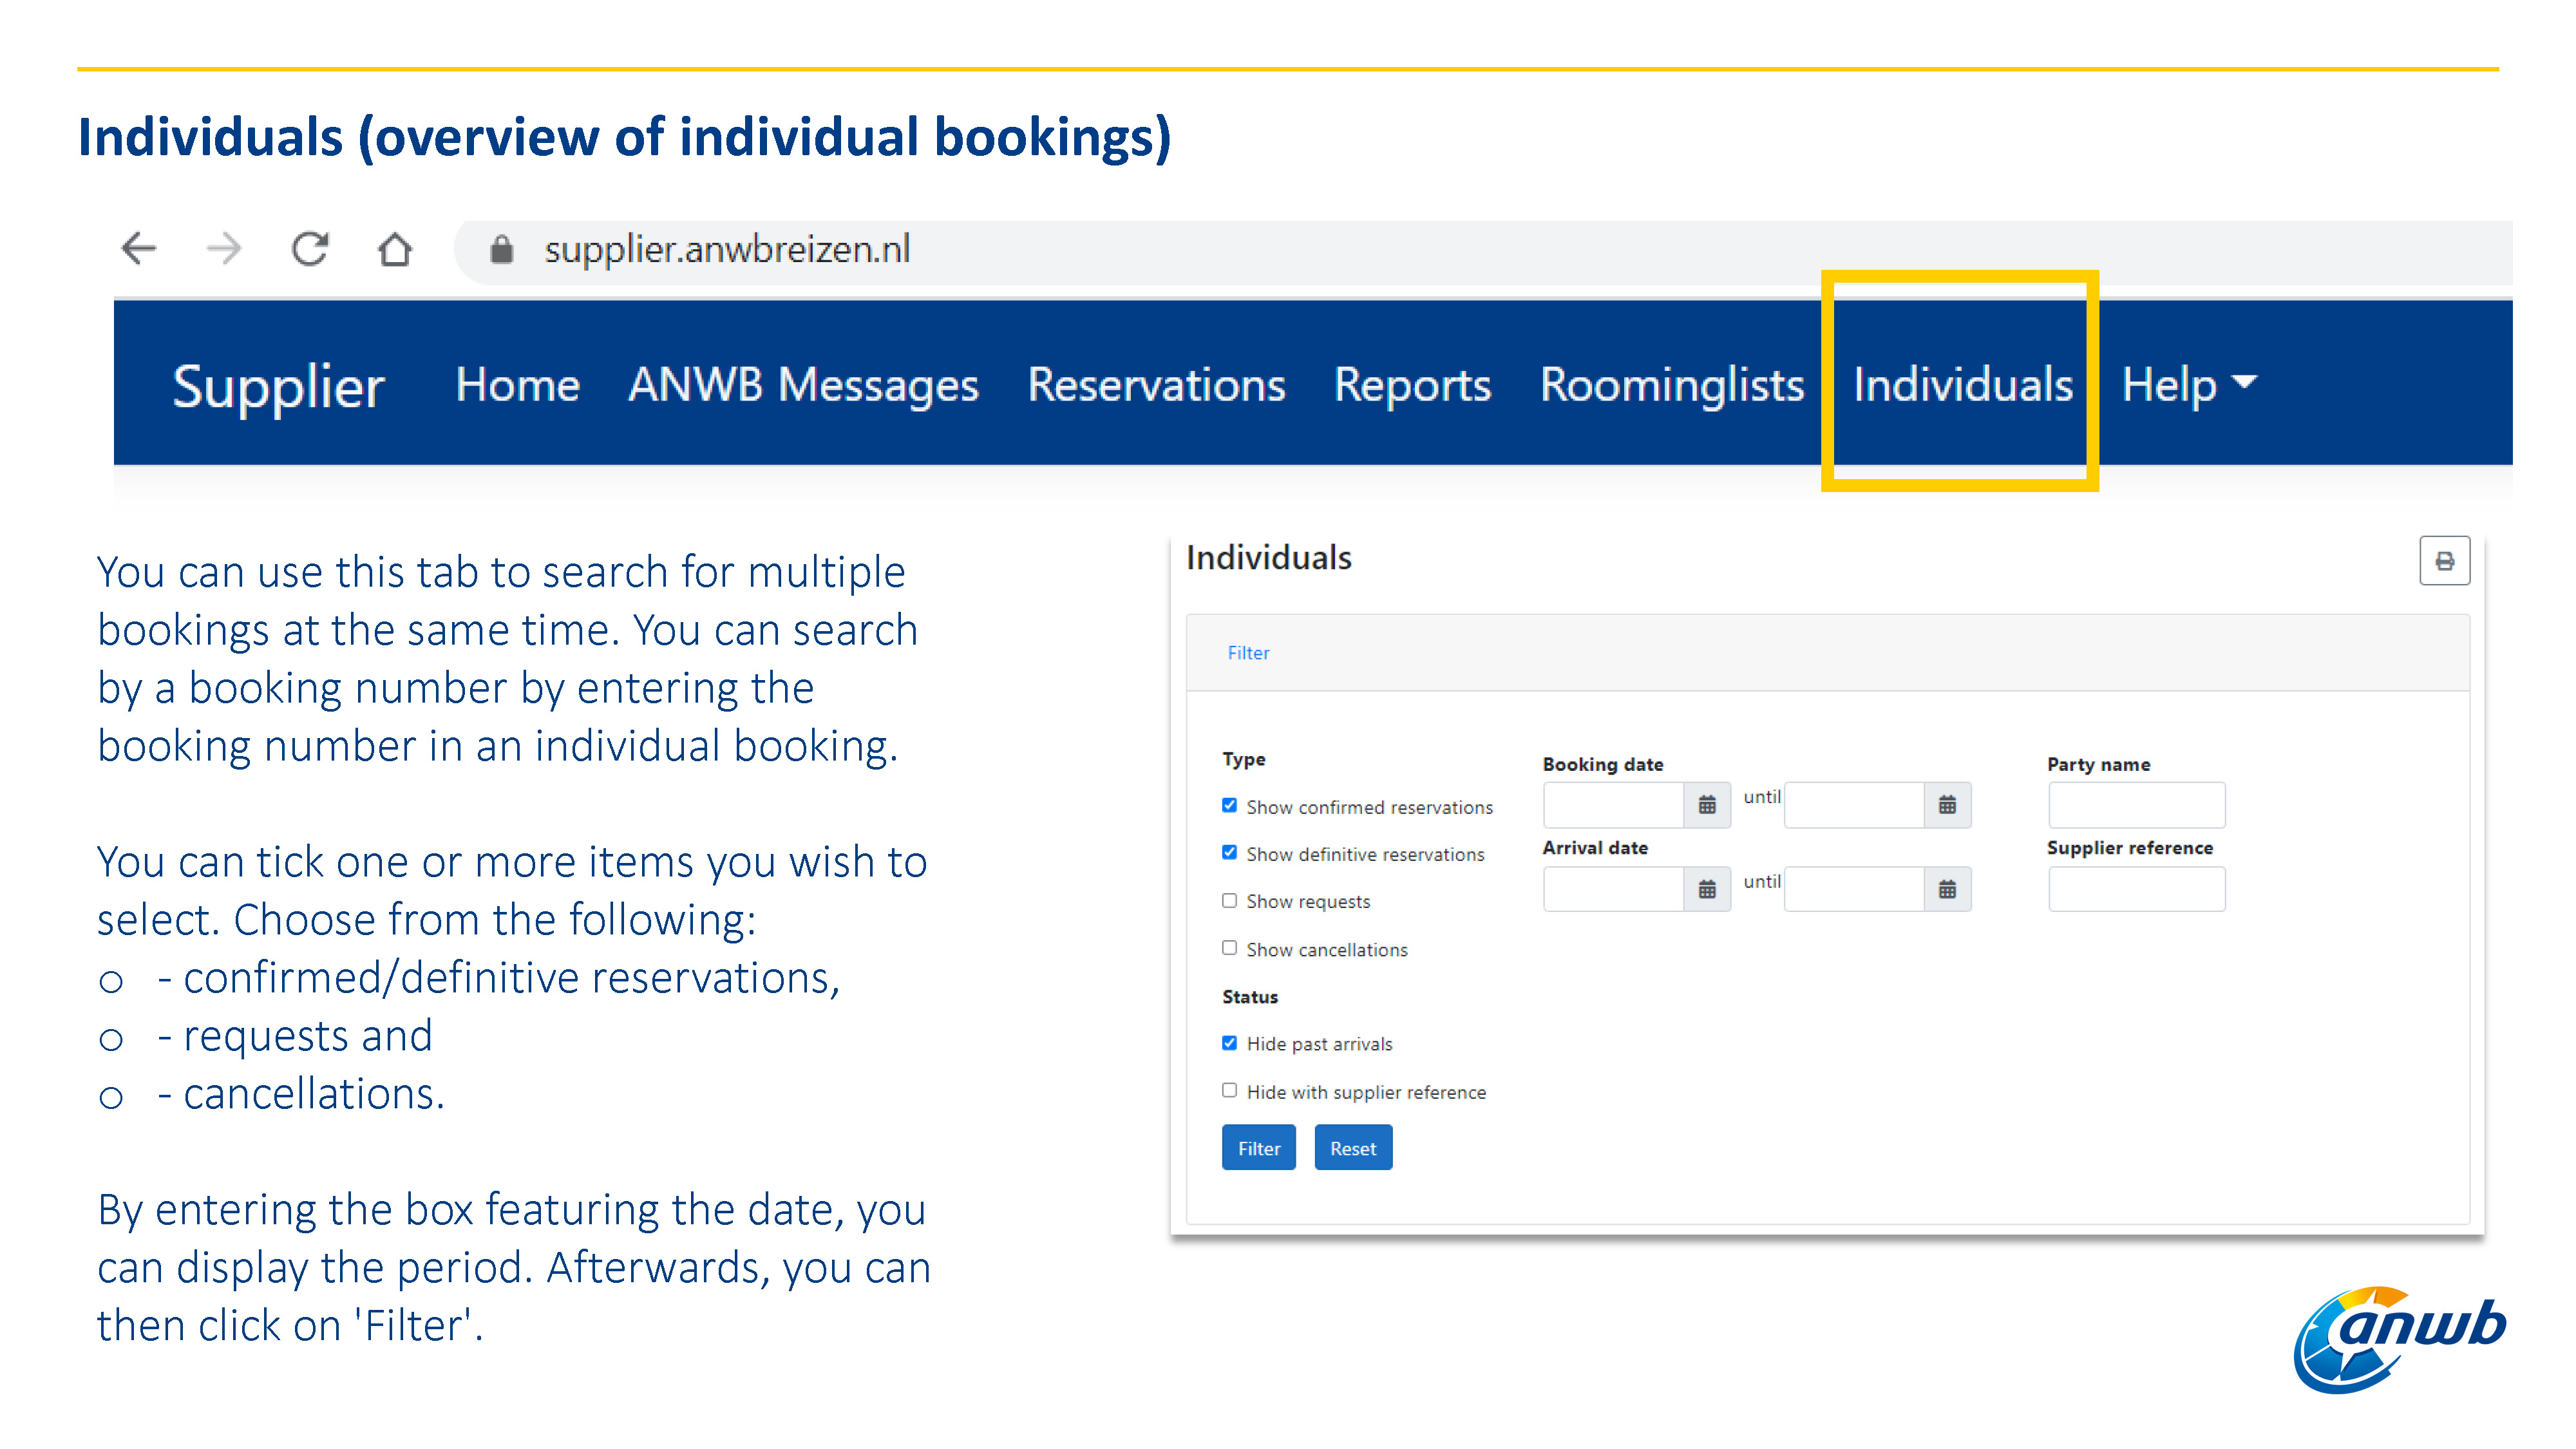 Individuals (overview of individual bookings)
supplier.anwbreizen.nl
Supplier Home ANWB Messages Reservations Reports Roominglists Individuals Help
You can use this tab to search for multiple
bookings at the same time. You can search
by a booking number by entering the
booking number in an individual booking.
You can tick one or more items you wish to
select. Choose from the following:
o - confirmed/definitive reservations,
o - requests and
o - cancellations.
By entering the box featuring the date, you
can display the period. Afterwards, you can
then click on 'Filter'.
Individuals
Filter
Type
Show confirmed reservations
Show definitive reservations
Show requests
Show cancellations
Status
Hide past arrivals
Hide with supplier reference
Filter Reset
Booking date
until
Arrival date
until
Party name
Supplier reference
anwb